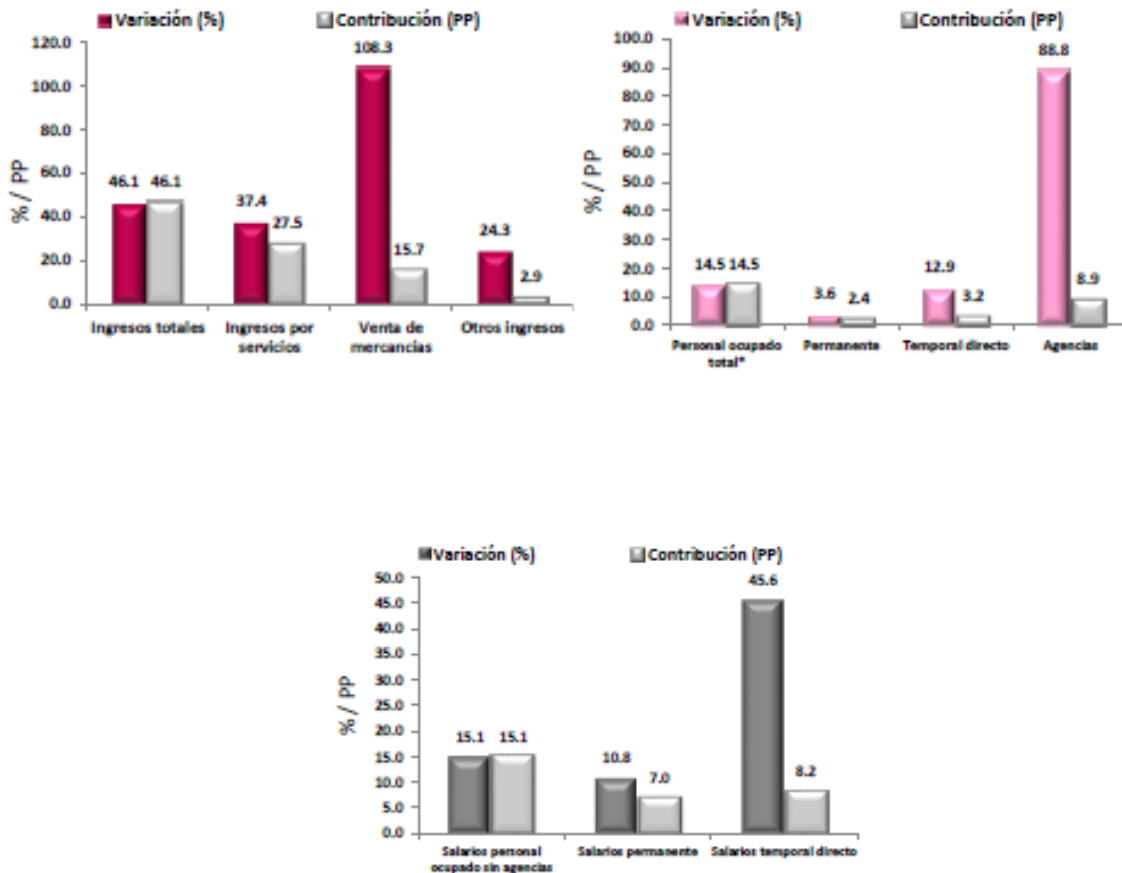 Variación (%) Contribución (PP)
120.0
100.0
80.0
60.0
40.0
20.0
0.0
% / PP
46.1 46.1
37.4 27.5
108.3 15.7
24.3 2.9
Ingresos totales
Ingresos por
servicios
Venta de
mercancias
Otros ingresos
Variación (%) Contribución (PP)
100.0
90.0
80.0
70.0
60.0
50.0
40.0
30.0
20.0
10.0
0.0
% / PP
14.5 14.5
3.6 2.4
12.9 3.2
88.8 8.9
Personal ocupado
total*
Permanente
Temporal directo
Agencias
Variación (%) Contribución (PP)
50.0
45.0
40.0
35.0
30.0
25.0
20.0
15.0
10.0
5.0
0.0
% / PP
15.1 15.1
10.8 7.0
45.6 8.2
Salarios personal
ocupado sin agencias
Salarios permanente
Salarios temporal directo